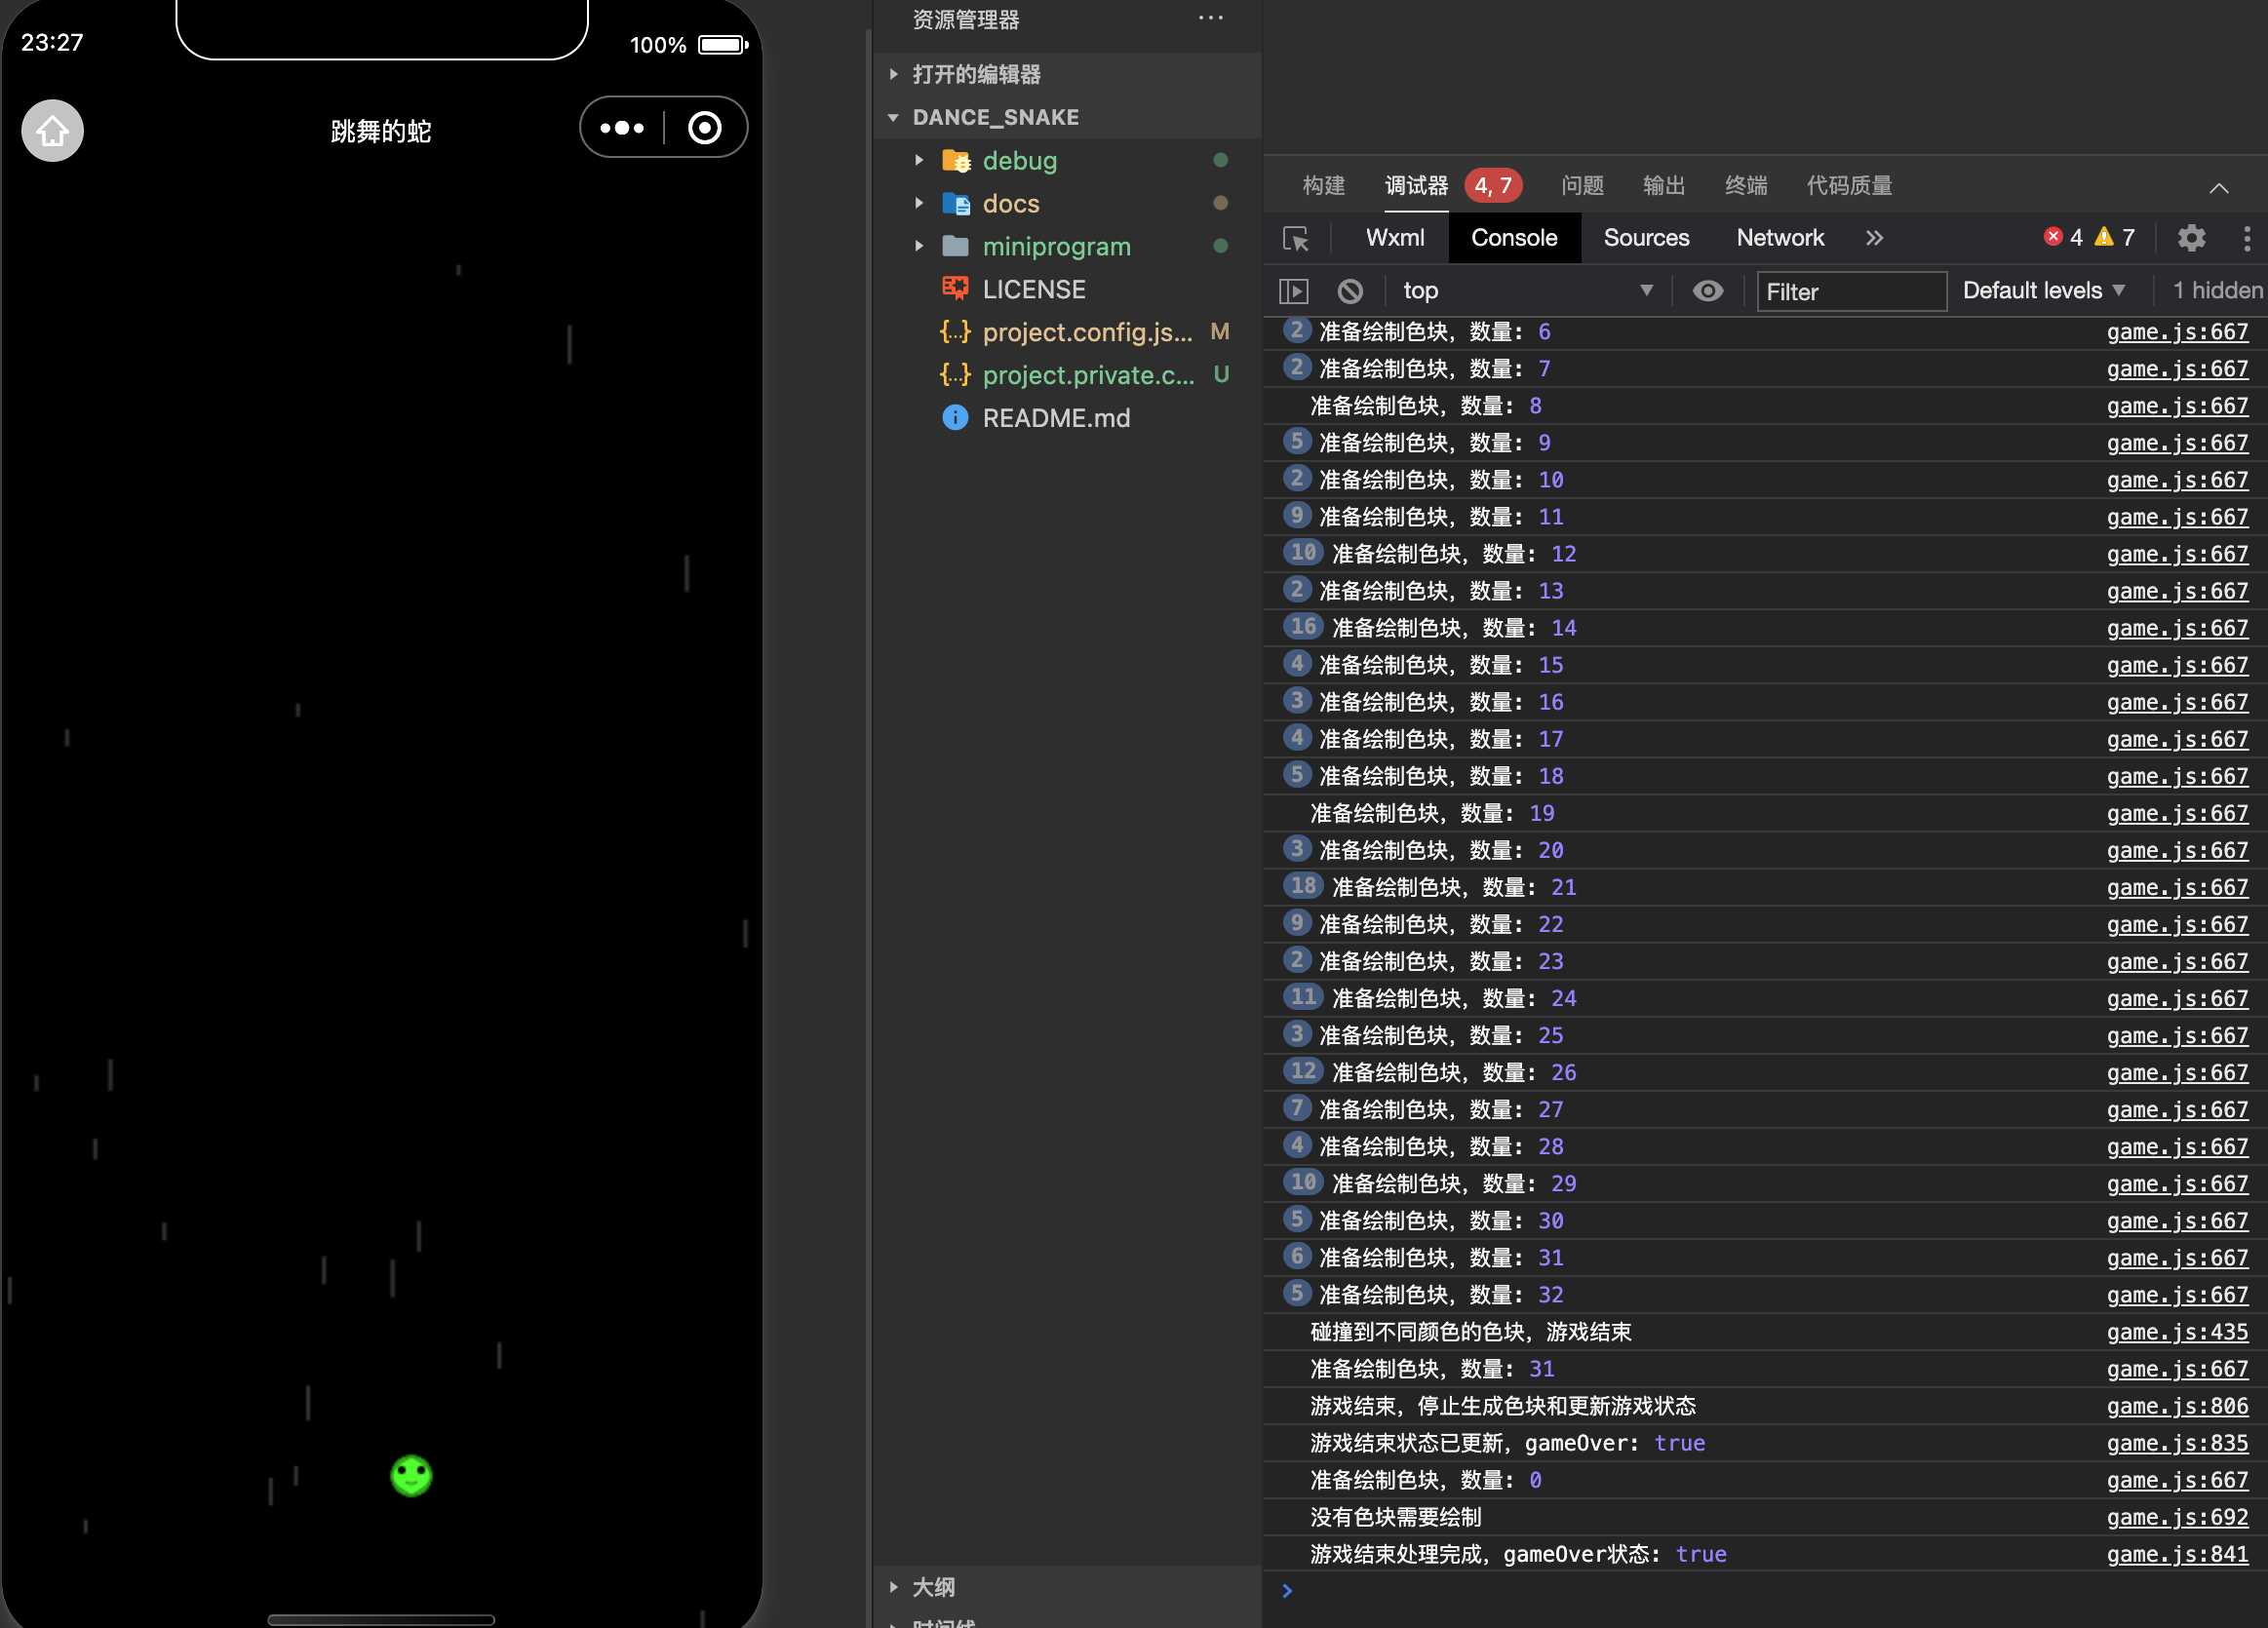 23:27
100%
跳舞的蛇
资源管理器
打开的编辑器
DANCE_SNAKE
debug
docs
miniprogram
LICENSE
project.config.js... M
project.private.c... U
README.md
大纲
时间线
构建 调试器 4, 7 问题 输出 终端 代码质量
Wxml Console Sources Network 4 7
top Filter Default levels 1 hidden
2 准备绘制色块，数量: 6 game.js:667
2 准备绘制色块，数量: 7 game.js:667
准备绘制色块，数量: 8 game.js:667
5 准备绘制色块，数量: 9 game.js:667
2 准备绘制色块，数量: 10 game.js:667
9 准备绘制色块，数量: 11 game.js:667
10 准备绘制色块，数量: 12 game.js:667
2 准备绘制色块，数量: 13 game.js:667
16 准备绘制色块，数量: 14 game.js:667
4 准备绘制色块，数量: 15 game.js:667
3 准备绘制色块，数量: 16 game.js:667
4 准备绘制色块，数量: 17 game.js:667
5 准备绘制色块，数量: 18 game.js:667
准备绘制色块，数量: 19 game.js:667
3 准备绘制色块，数量: 20 game.js:667
18 准备绘制色块，数量: 21 game.js:667
9 准备绘制色块，数量: 22 game.js:667
2 准备绘制色块，数量: 23 game.js:667
11 准备绘制色块，数量: 24 game.js:667
3 准备绘制色块，数量: 25 game.js:667
12 准备绘制色块，数量: 26 game.js:667
7 准备绘制色块，数量: 27 game.js:667
4 准备绘制色块，数量: 28 game.js:667
10 准备绘制色块，数量: 29 game.js:667
5 准备绘制色块，数量: 30 game.js:667
6 准备绘制色块，数量: 31 game.js:667
5 准备绘制色块，数量: 32 game.js:667
碰撞到不同颜色的色块，游戏结束 game.js:435
准备绘制色块，数量: 31 game.js:667
游戏结束，停止生成色块和更新游戏状态 game.js:806
游戏结束状态已更新，gameOver: true game.js:835
准备绘制色块，数量: 0 game.js:667
没有色块需要绘制 game.js:692
游戏结束处理完成，gameOver状态: true game.js:841